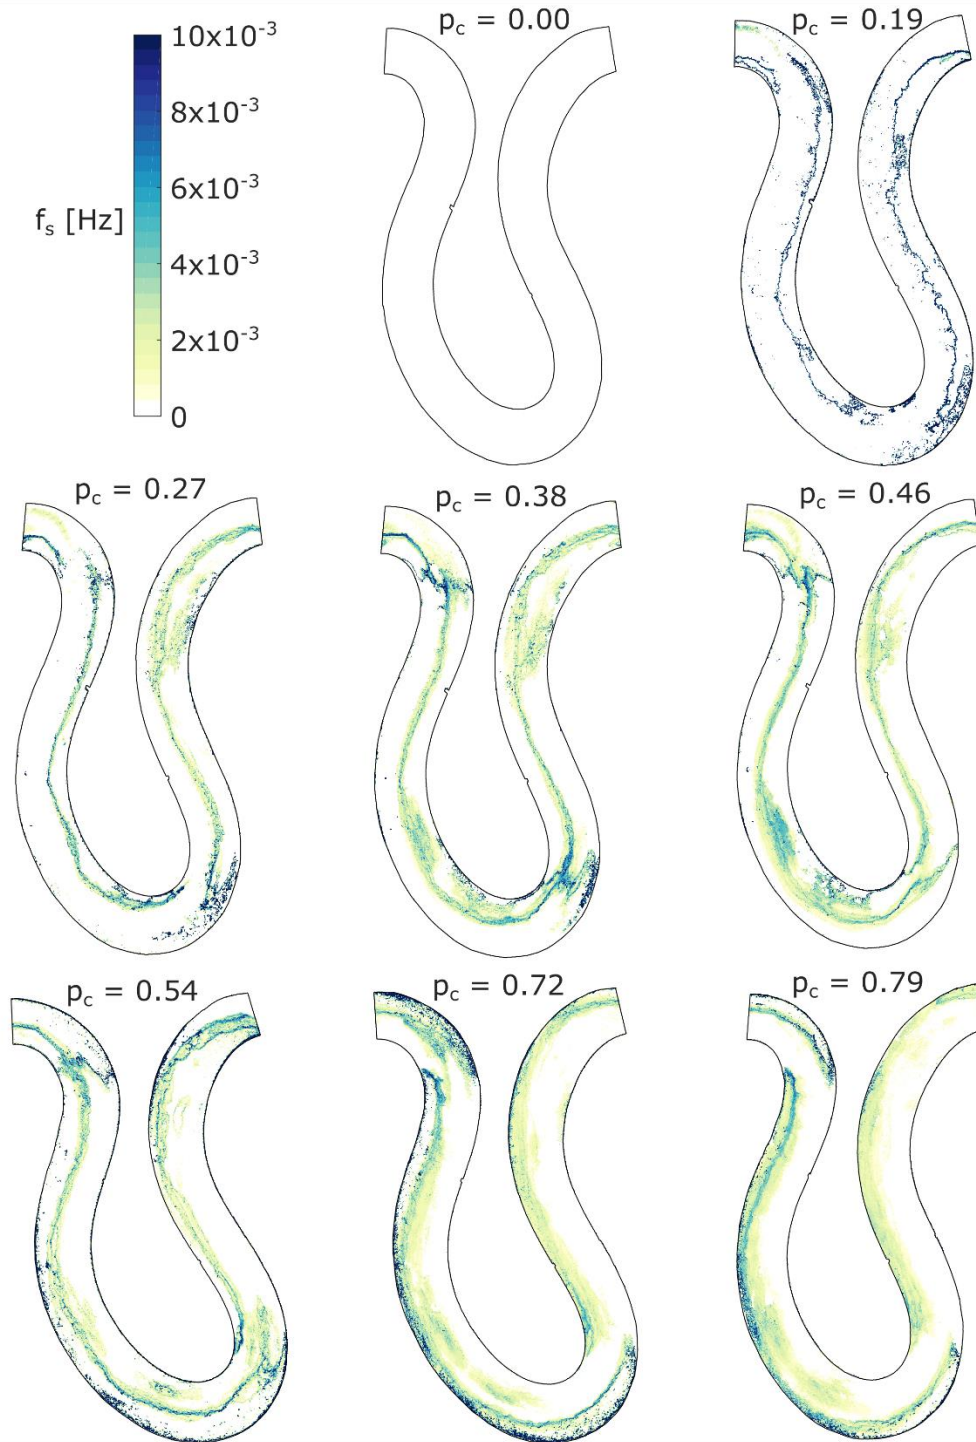 10x10⁻³
8x10⁻³
6x10⁻³
f_s [Hz]
4x10⁻³
2x10⁻³
0
p_c = 0.00
p_c = 0.19
p_c = 0.27
p_c = 0.38
p_c = 0.46
p_c = 0.54
p_c = 0.72
p_c = 0.79